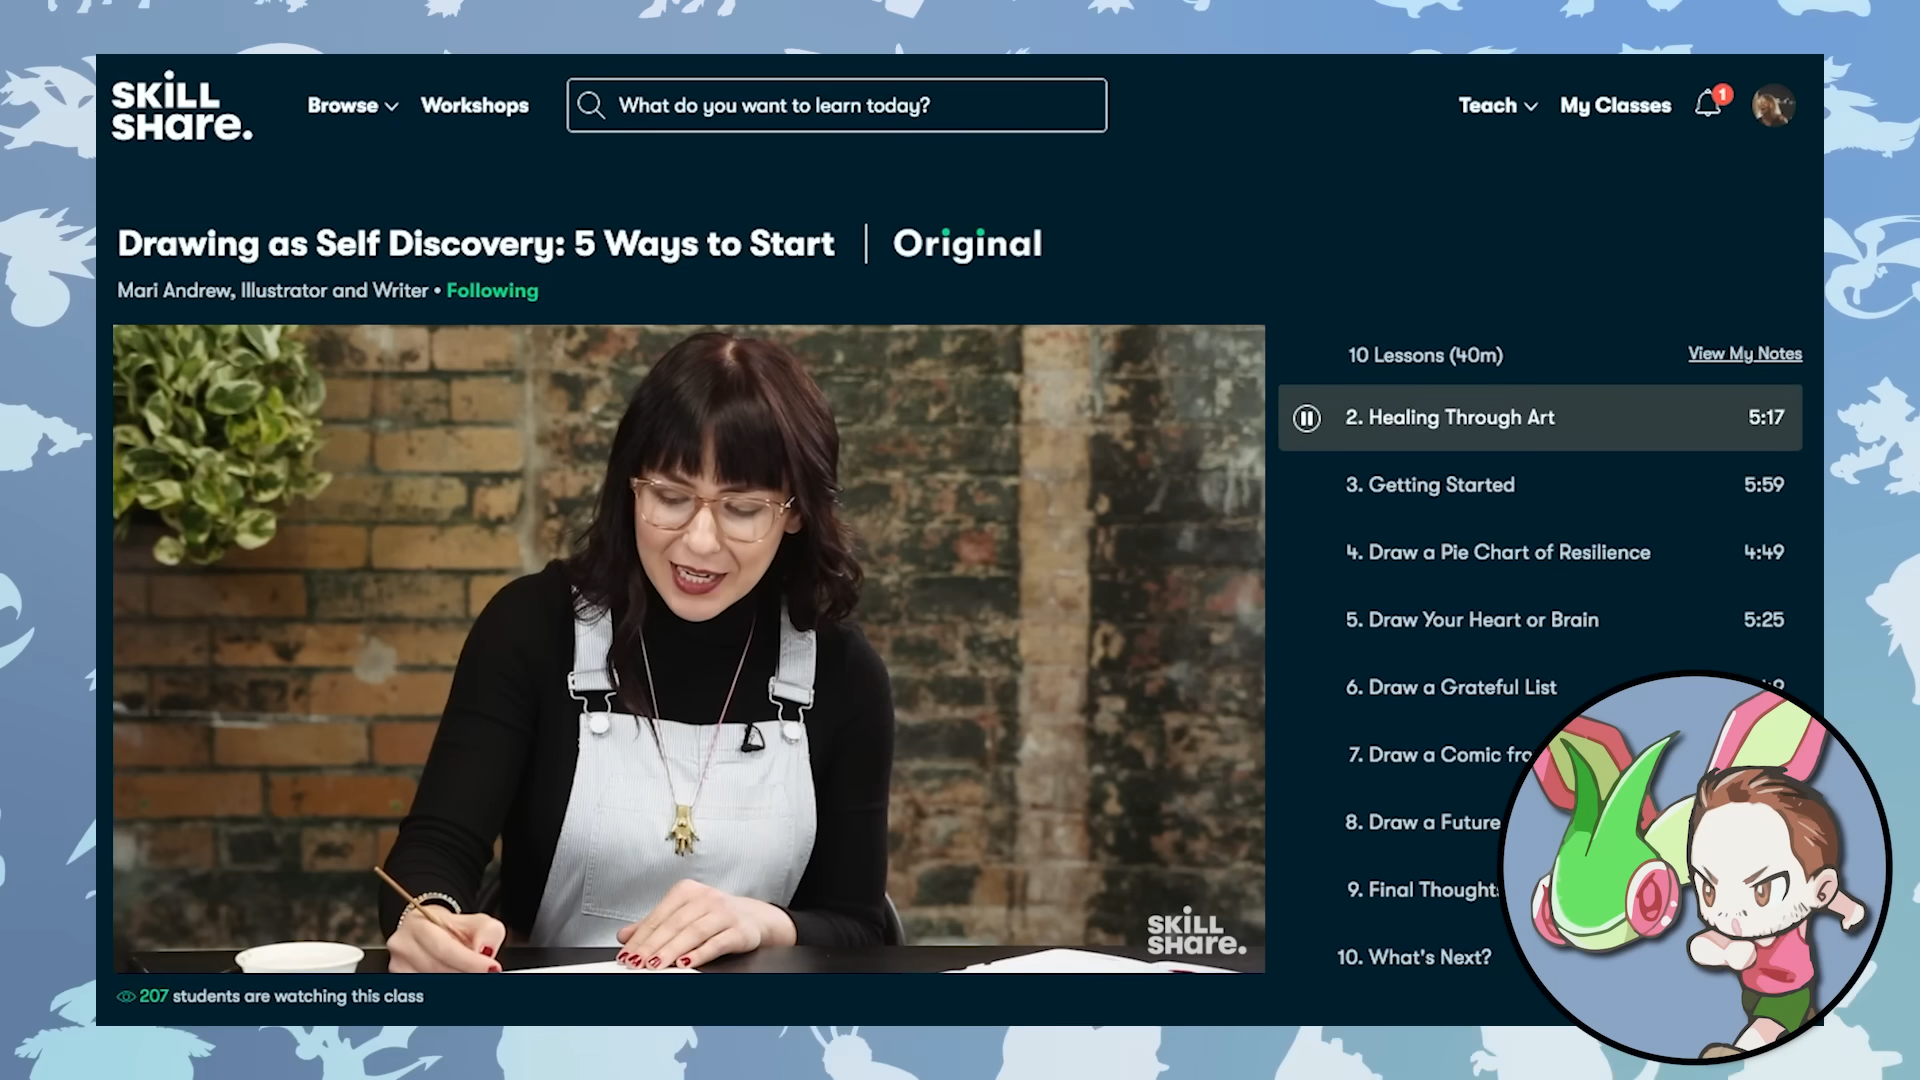 SKILL
SHare.
Browse
Workshops
What do you want to learn today?
Teach
My Classes
1
Drawing as Self Discovery: 5 Ways to Start | Original
Mari Andrew, Illustrator and Writer • Following
10 Lessons (40m)
View My Notes
2. Healing Through Art 5:17
3. Getting Started 5:59
4. Draw a Pie Chart of Resilience 4:49
5. Draw Your Heart or Brain 5:25
6. Draw a Grateful List
7. Draw a Comic
8. Draw a Future
9. Final
10. What's Next?
SKILL
SHare.
207 students are watching this class